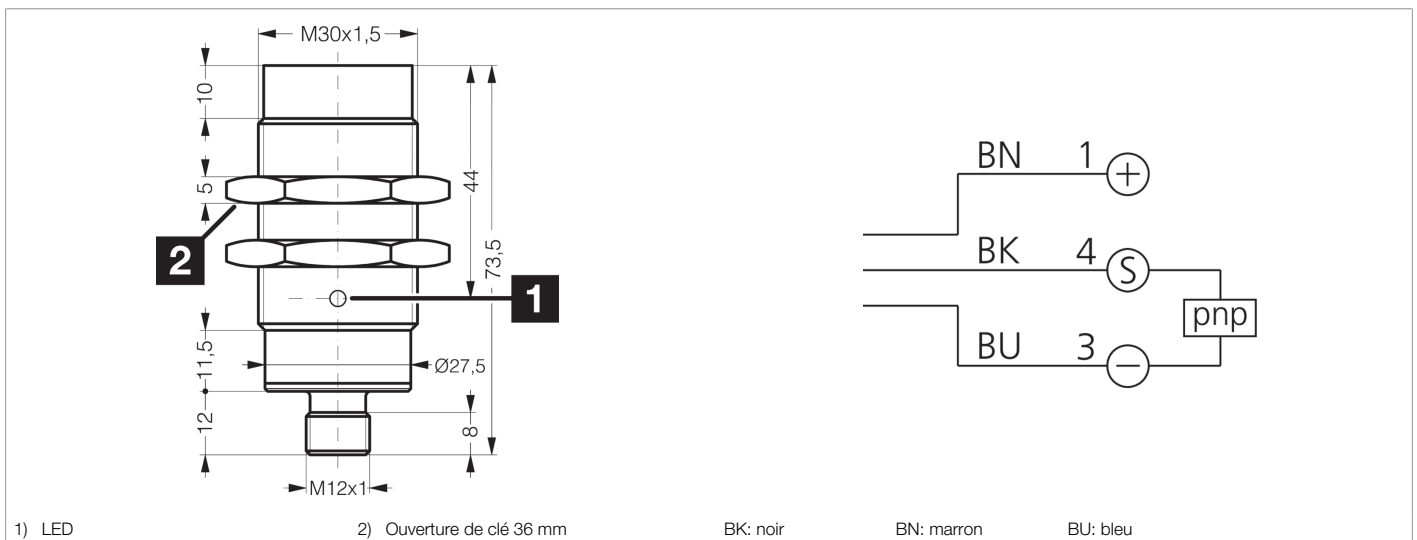 M30x1,5
10
5
44
73,5
2
1
11,5
Ø27,5
12
8
M12x1
BN 1 +
BK 4 S
pnp
BU 3 −
1) LED 2) Ouverture de clé 36 mm BK: noir BN: marron BU: bleu